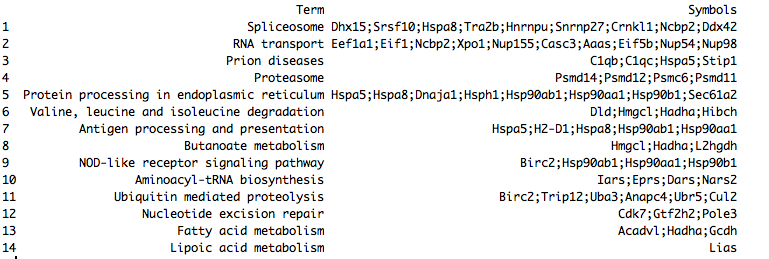 Term Symbols
1 Spliceosome Dhx15;Srsf10;Hspa8;Tra2b;Hnrnpu;Snrnp27;Crnkl1;Ncbp2;Ddx42
2 RNA transport Eef1a1;Eif1;Ncbp2;Xpo1;Nup155;Casc3;Aaas;Eif5b;Nup54;Nup98
3 Prion diseases C1qb;C1qc;Hspa5;Stip1
4 Proteasome Psmd14;Psmd12;Psmc6;Psmd11
5 Protein processing in endoplasmic reticulum Hspa5;Hspa8;Dnaja1;Hsph1;Hsp90ab1;Hsp90aa1;Hsp90b1;Sec61a2
6 Valine, leucine and isoleucine degradation Dld;Hmgcl;Hadha;Hibch
7 Antigen processing and presentation Hspa5;H2-D1;Hspa8;Hsp90ab1;Hsp90aa1
8 Butanoate metabolism Hmgcl;Hadha;L2hgdh
9 NOD-like receptor signaling pathway Birc2;Hsp90ab1;Hsp90aa1;Hsp90b1
10 Aminoacyl-tRNA biosynthesis Iars;Eprs;Dars;Nars2
11 Ubiquitin mediated proteolysis Birc2;Trip12;Uba3;Anapc4;Ubr5;Cul2
12 Nucleotide excision repair Cdk7;Gtf2h2;Pole3
13 Fatty acid metabolism Acadvl;Hadha;Gcdh
14 Lipoic acid metabolism Lias